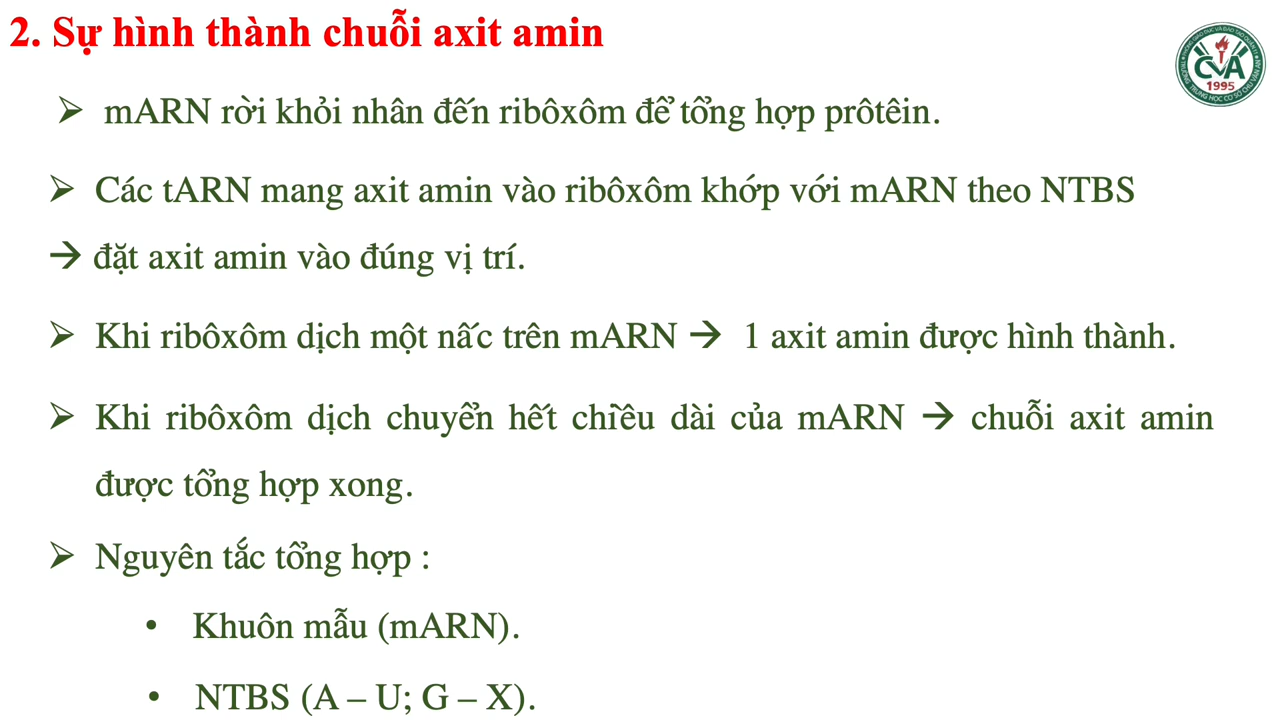 2. Sự hình thành chuỗi axit amin
CVA
1995
➢ mARN rời khỏi nhân đến ribôxôm để tổng hợp prôtêin.
➢ Các tARN mang axit amin vào ribôxôm khớp với mARN theo NTBS
→ đặt axit amin vào đúng vị trí.
➢ Khi ribôxôm dịch một nấc trên mARN → 1 axit amin được hình thành.
➢ Khi ribôxôm dịch chuyển hết chiều dài của mARN → chuỗi axit amin
được tổng hợp xong.
➢ Nguyên tắc tổng hợp :
• Khuôn mẫu (mARN).
• NTBS (A – U; G – X).